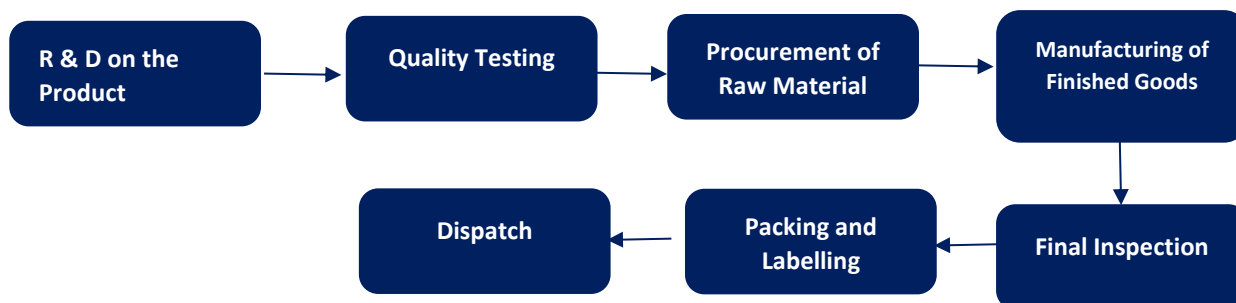 R & D on the
Product
Quality Testing
Procurement of
Raw Material
Manufacturing of
Finished Goods
Final Inspection
Packing and
Labelling
Dispatch